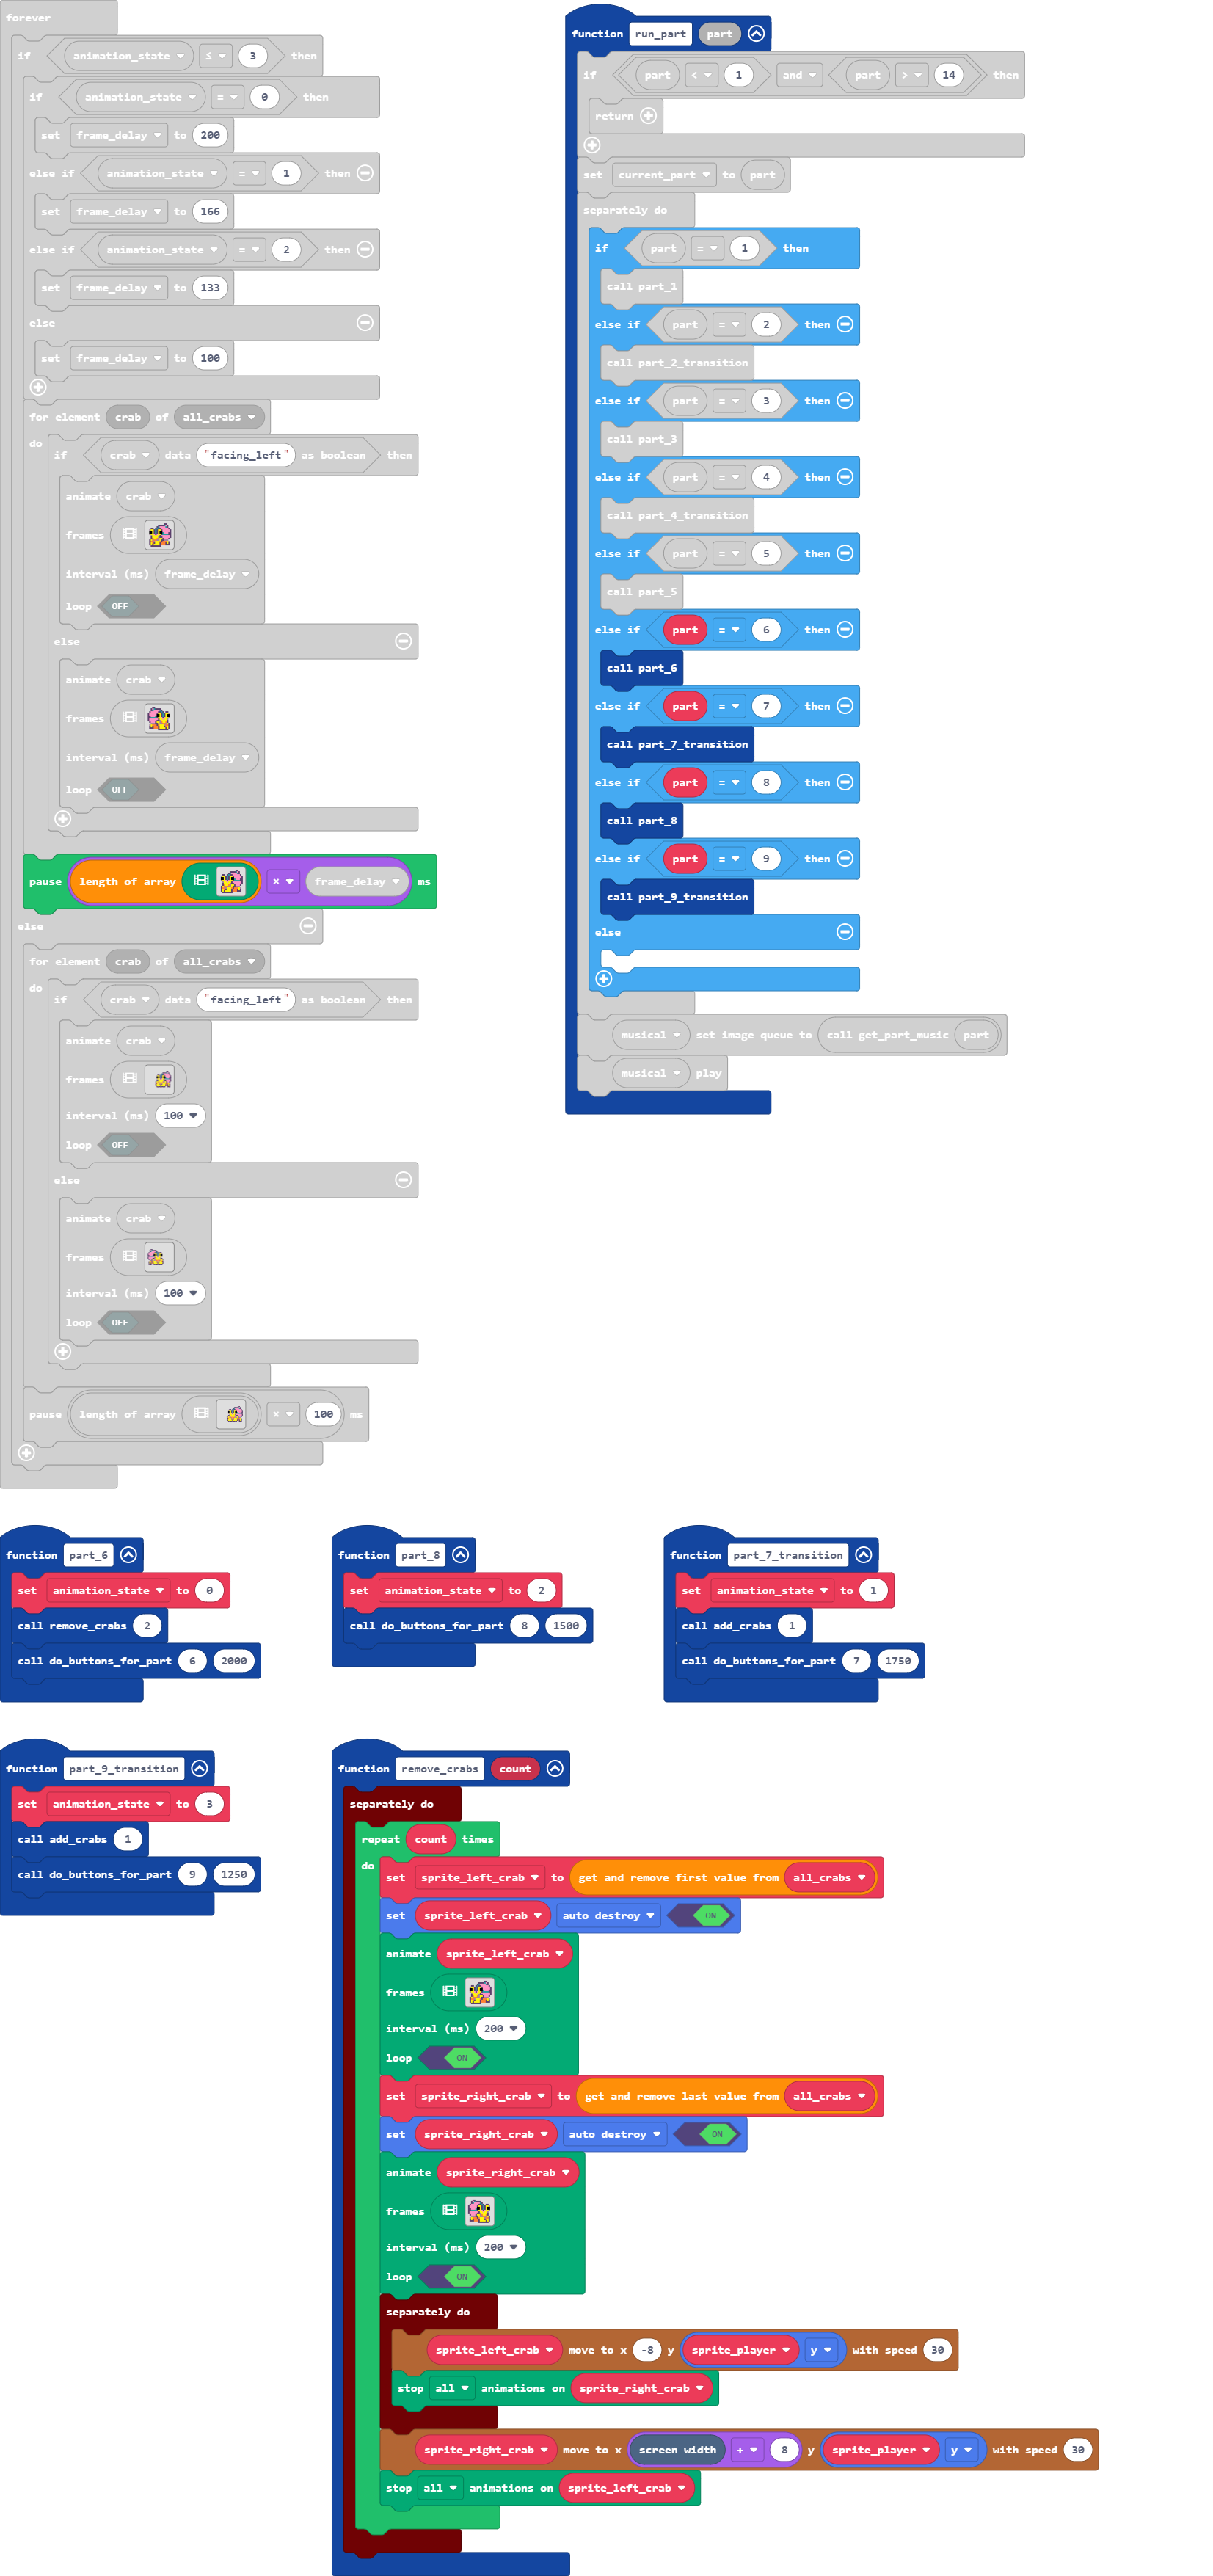 forever
if animation_state ≤ 3 then
if animation_state = 0 then
set frame_delay to 200
else if animation_state = 1 then
set frame_delay to 166
else if animation_state = 2 then
set frame_delay to 133
else
set frame_delay to 100
for element crab of all_crabs
do
if crab data "facing_left" as boolean then
animate crab
frames
interval (ms) frame_delay
loop OFF
else
animate crab
frames
interval (ms) frame_delay
loop OFF
pause length of array × frame_delay ms
else
for element crab of all_crabs
do
if crab data "facing_left" as boolean then
animate crab
frames
interval (ms) 100
loop OFF
else
animate crab
frames
interval (ms) 100
loop OFF
pause length of array × 100 ms
function run_part part
if part < 1 and part > 14 then
return
set current_part to part
separately do
if part = 1 then
call part_1
else if part = 2 then
call part_2_transition
else if part = 3 then
call part_3
else if part = 4 then
call part_4_transition
else if part = 5 then
call part_5
else if part = 6 then
call part_6
else if part = 7 then
call part_7_transition
else if part = 8 then
call part_8
else if part = 9 then
call part_9_transition
else
musical set image queue to call get_part_music part
musical play
function part_6
set animation_state to 0
call remove_crabs 2
call do_buttons_for_part 6 2000
function part_8
set animation_state to 2
call do_buttons_for_part 8 1500
function part_7_transition
set animation_state to 1
call add_crabs 1
call do_buttons_for_part 7 1750
function part_9_transition
set animation_state to 3
call add_crabs 1
call do_buttons_for_part 9 1250
function remove_crabs count
separately do
repeat count times
do
set sprite_left_crab to get and remove first value from all_crabs
set sprite_left_crab auto destroy ON
animate sprite_left_crab
frames
interval (ms) 200
loop ON
set sprite_right_crab to get and remove last value from all_crabs
set sprite_right_crab auto destroy ON
animate sprite_right_crab
frames
interval (ms) 200
loop ON
separately do
sprite_left_crab move to x -8 y sprite_player y with speed 30
stop all animations on sprite_right_crab
sprite_right_crab move to x screen width + 8 y sprite_player y with speed 30
stop all animations on sprite_left_crab